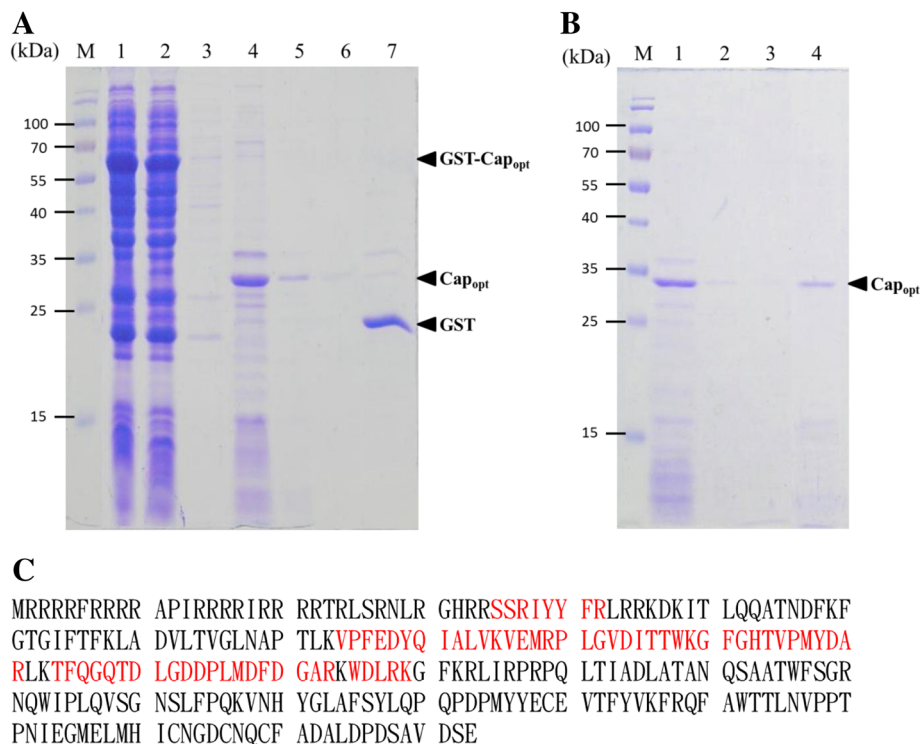 A
(kDa) M 1 2 3 4 5 6 7
100
70
55
40
35
25
15
GST-Capopt
Capopt
GST
B
(kDa) M 1 2 3 4
100
70
55
40
35
25
15
Capopt
C
MRRRRFRRRR APIRRRRIRR RRTRLSRNLR GHRRSSRIYY FRLRRKDKIT LQQATNDFKF
GTGIFTFKLA DVLTVGLNAP TLKVPFEDYQ IALVKVEMRP LGVDITTWKG FGHTVPMYDA
RLKTFQGQTD LGDDPLMDFD GARKWDLRKG FKRLIRPRPQ LTIADLATAN QSAATWFSGR
NQWIPLQVSG NSLFPQKVNH YGLAFSYLQP QPDPMYYECE VTFYVKFRQF AWTTLNVPPT
PNIEGMELMH ICNGDCNQCF ADALDPDSAV DSE